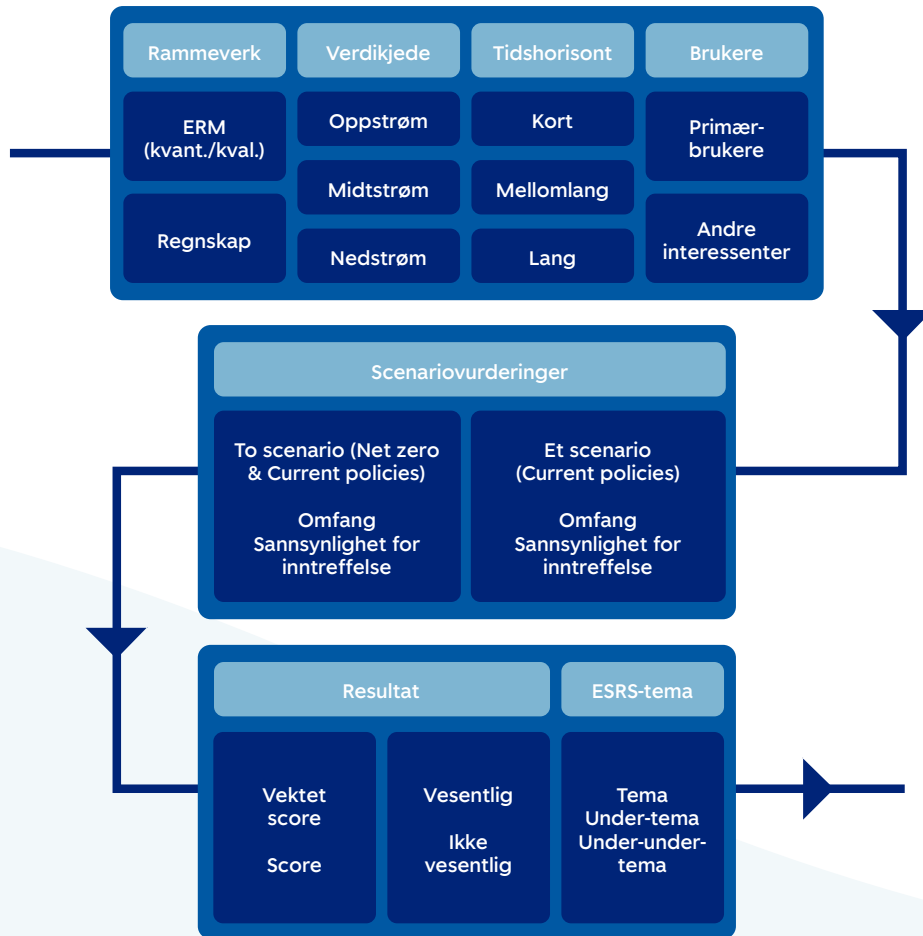 Rammeverk
ERM
(kvant./kval.)
Regnskap
Verdikjede
Oppstrøm
Midtstrøm
Nedstrøm
Tidshorisont
Kort
Mellomlang
Lang
Brukere
Primær-
brukere
Andre
interessenter
Scenariovurderinger
To scenario (Net zero
& Current policies)
Omfang
Sannsynlighet for
inntreffelse
Et scenario
(Current policies)
Omfang
Sannsynlighet for
inntreffelse
Resultat
Vektet
score
Score
Vesentlig
Ikke
vesentlig
ESRS-tema
Tema
Under-tema
Under-under-
tema